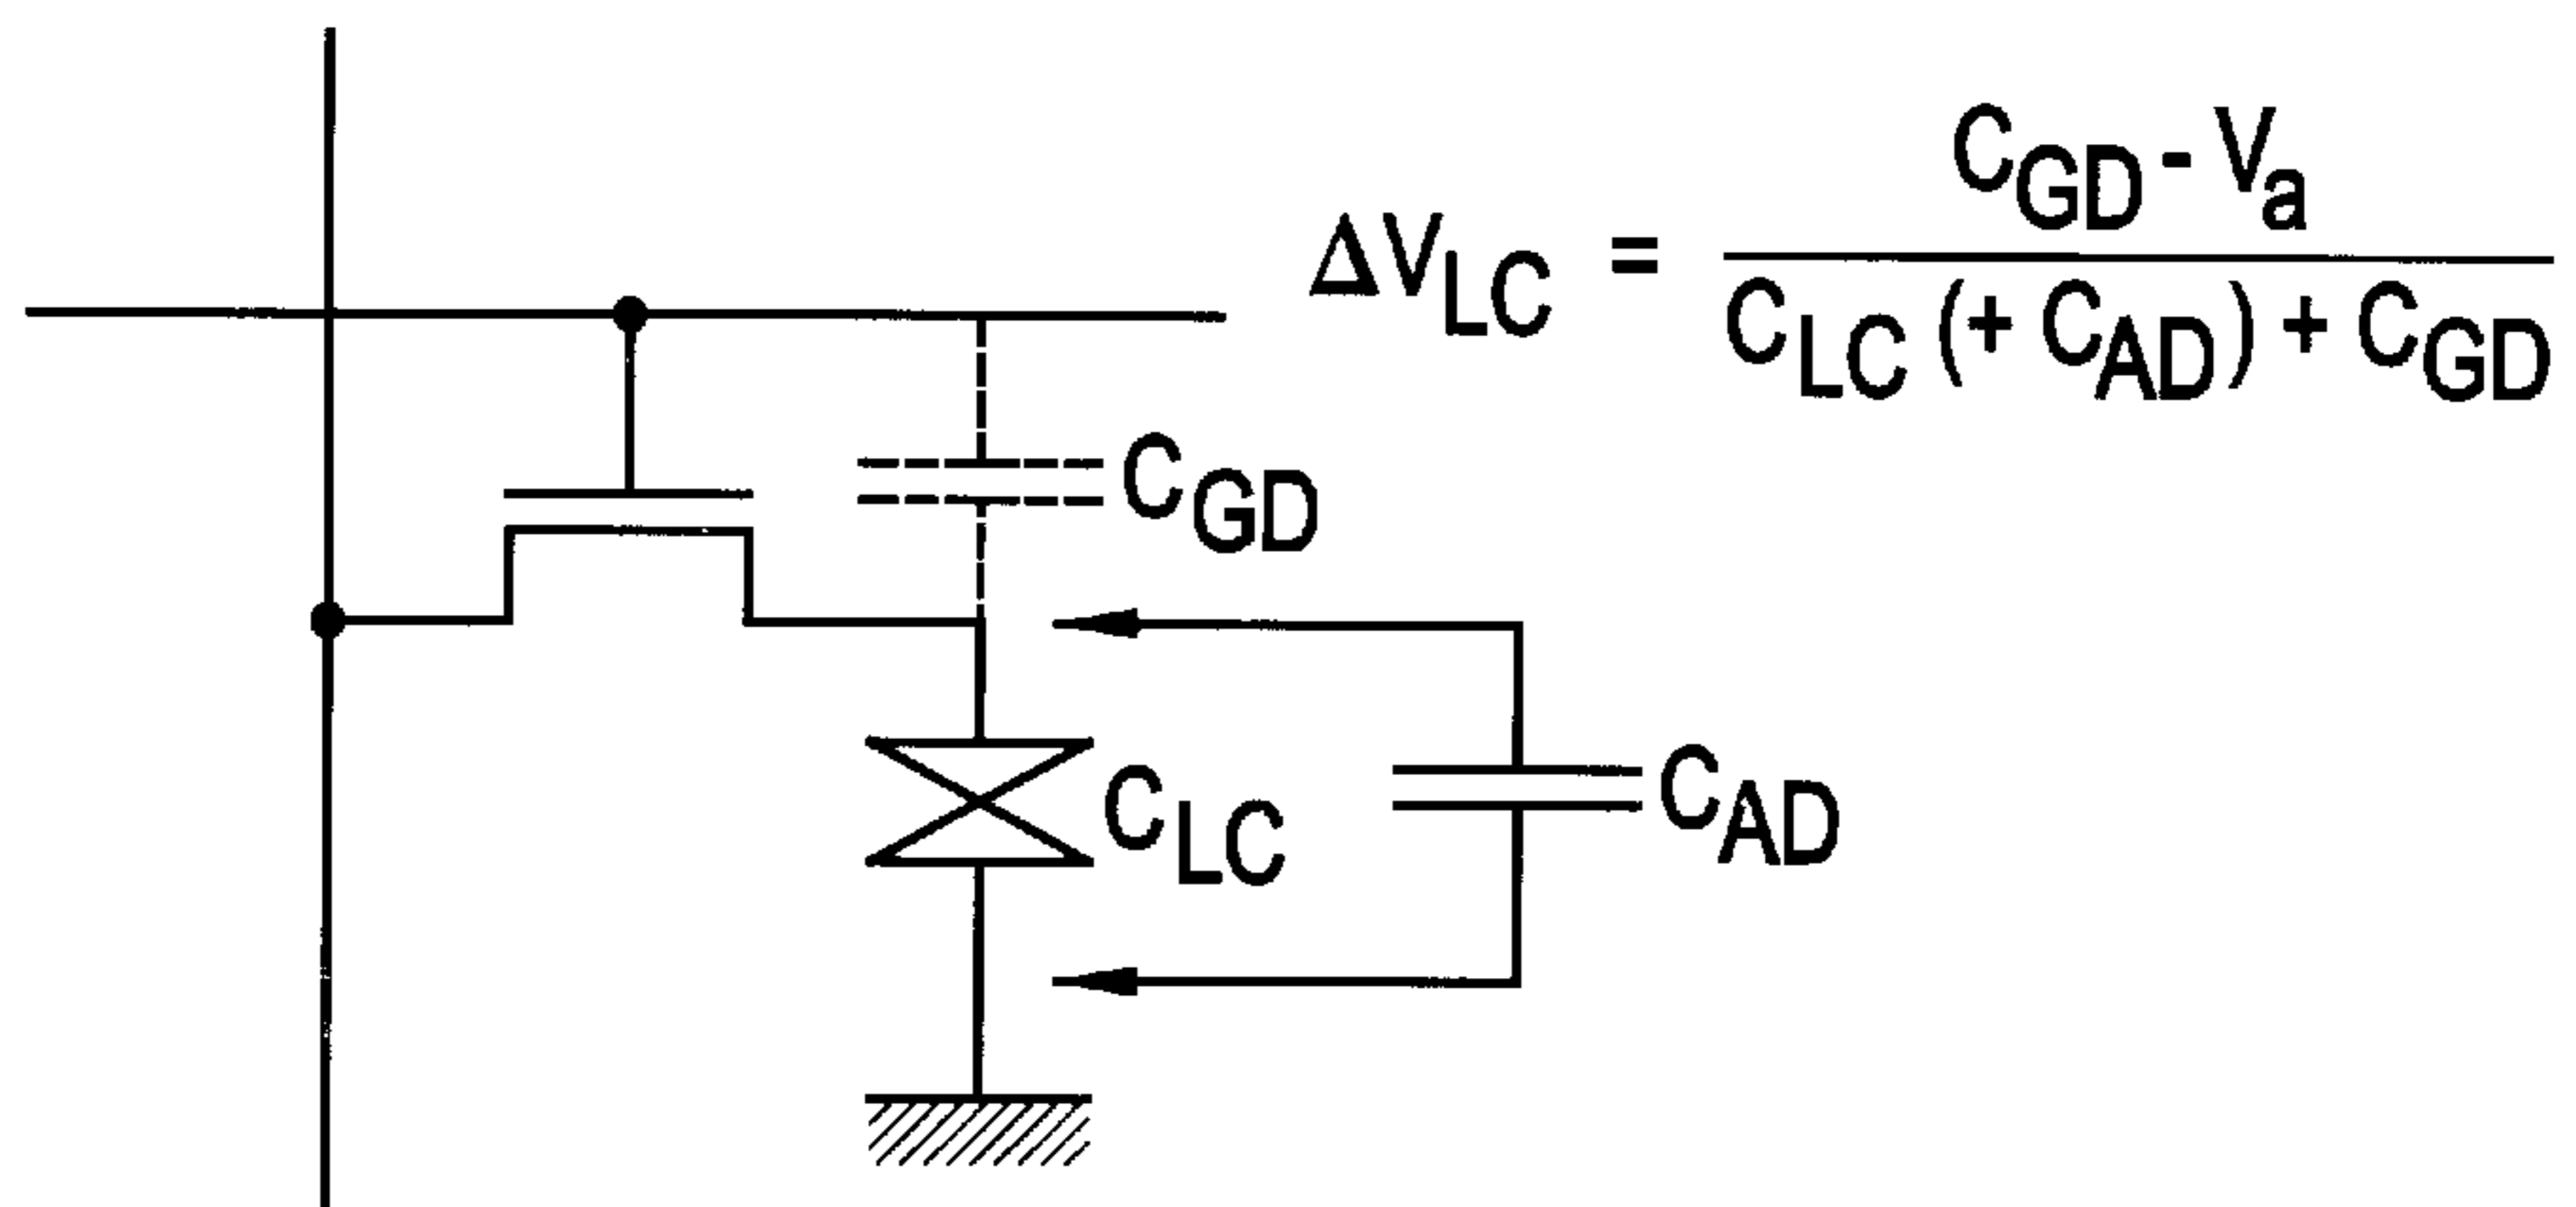 ΔV_LC = C_GD - V_a / C_LC (+ C_AD) + C_GD
C_GD
C_LC
C_AD